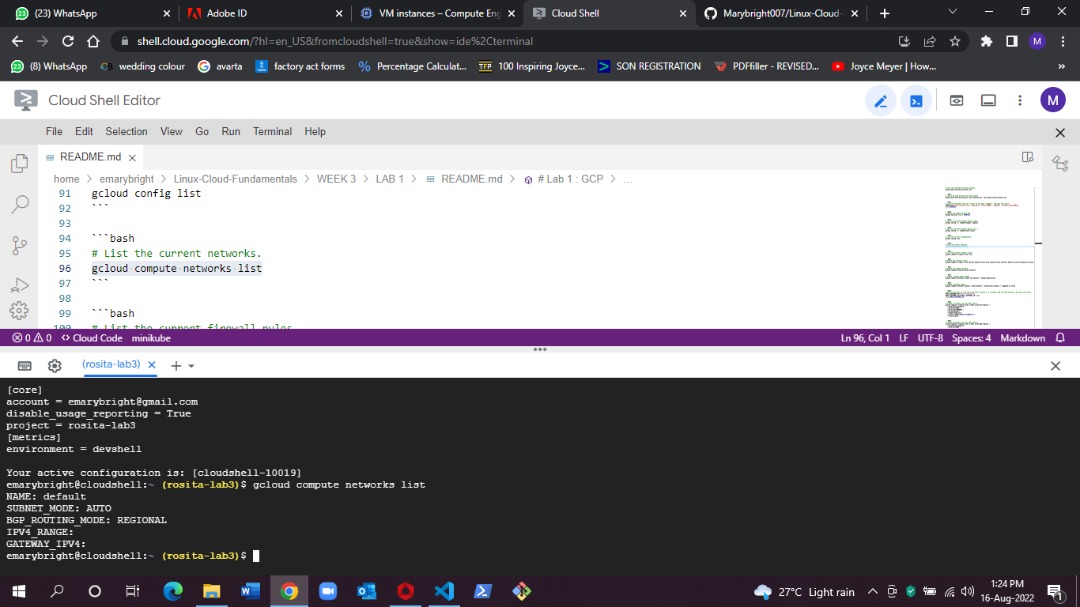 (23) WhatsApp
Adobe ID
VM instances – Compute Eng
Cloud Shell
Marybright007/Linux-Cloud-
shell.cloud.google.com/?hl=en_US&fromcloudshell=true&show=ide%2Cterminal
M
(8) WhatsApp
wedding colour
avarta
factory act forms
Percentage Calculat...
100 Inspiring Joyce...
SON REGISTRATION
PDFfiller - REVISED...
Joyce Meyer | How...
»
Cloud Shell Editor
M
File Edit Selection View Go Run Terminal Help
README.md
home > emarybright > Linux-Cloud-Fundamentals > WEEK 3 > LAB 1 > README.md > # Lab 1 : GCP > ...
91 gcloud config list
92 ```
93
94 ```bash
95 # List the current networks.
96 gcloud compute networks list
97 ```
98
99 ```bash
100 # List the current firewall rules
0 0 Cloud Code minikube
Ln 96, Col 1 LF UTF-8 Spaces: 4 Markdown
(rosita-lab3)
[core]
account = emarybright@gmail.com
disable_usage_reporting = True
project = rosita-lab3
[metrics]
environment = devshell
Your active configuration is: [cloudshell-10019]
emarybright@cloudshell:~ (rosita-lab3)$ gcloud compute networks list
NAME: default
SUBNET_MODE: AUTO
BGP_ROUTING_MODE: REGIONAL
IPV4_RANGE:
GATEWAY_IPV4:
emarybright@cloudshell:~ (rosita-lab3)$
27°C Light rain
1:24 PM
16-Aug-2022
1